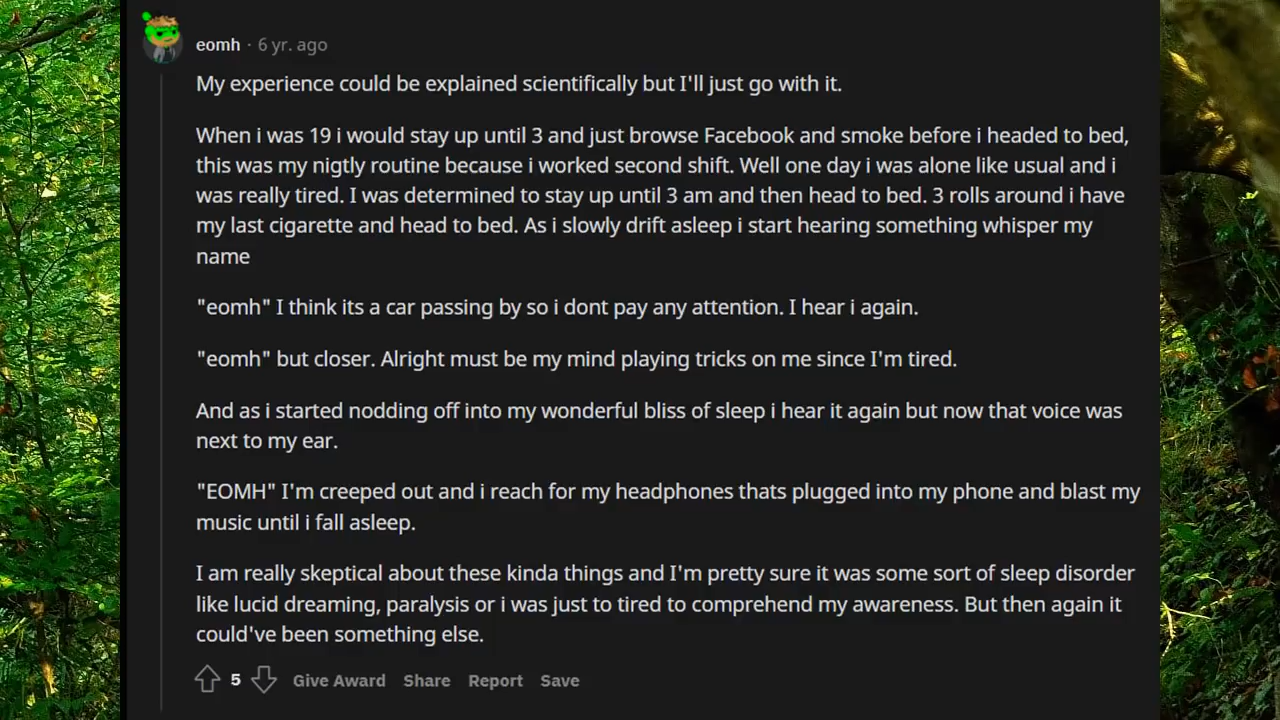 eomh · 6 yr. ago
My experience could be explained scientifically but I'll just go with it.
When i was 19 i would stay up until 3 and just browse Facebook and smoke before i headed to bed,
this was my nigtly routine because i worked second shift. Well one day i was alone like usual and i
was really tired. I was determined to stay up until 3 am and then head to bed. 3 rolls around i have
my last cigarette and head to bed. As i slowly drift asleep i start hearing something whisper my
name
"eomh" I think its a car passing by so i dont pay any attention. I hear i again.
"eomh" but closer. Alright must be my mind playing tricks on me since I'm tired.
And as i started nodding off into my wonderful bliss of sleep i hear it again but now that voice was
next to my ear.
"EOMH" I'm creeped out and i reach for my headphones thats plugged into my phone and blast my
music until i fall asleep.
I am really skeptical about these kinda things and I'm pretty sure it was some sort of sleep disorder
like lucid dreaming, paralysis or i was just to tired to comprehend my awareness. But then again it
could've been something else.
5 Give Award Share Report Save